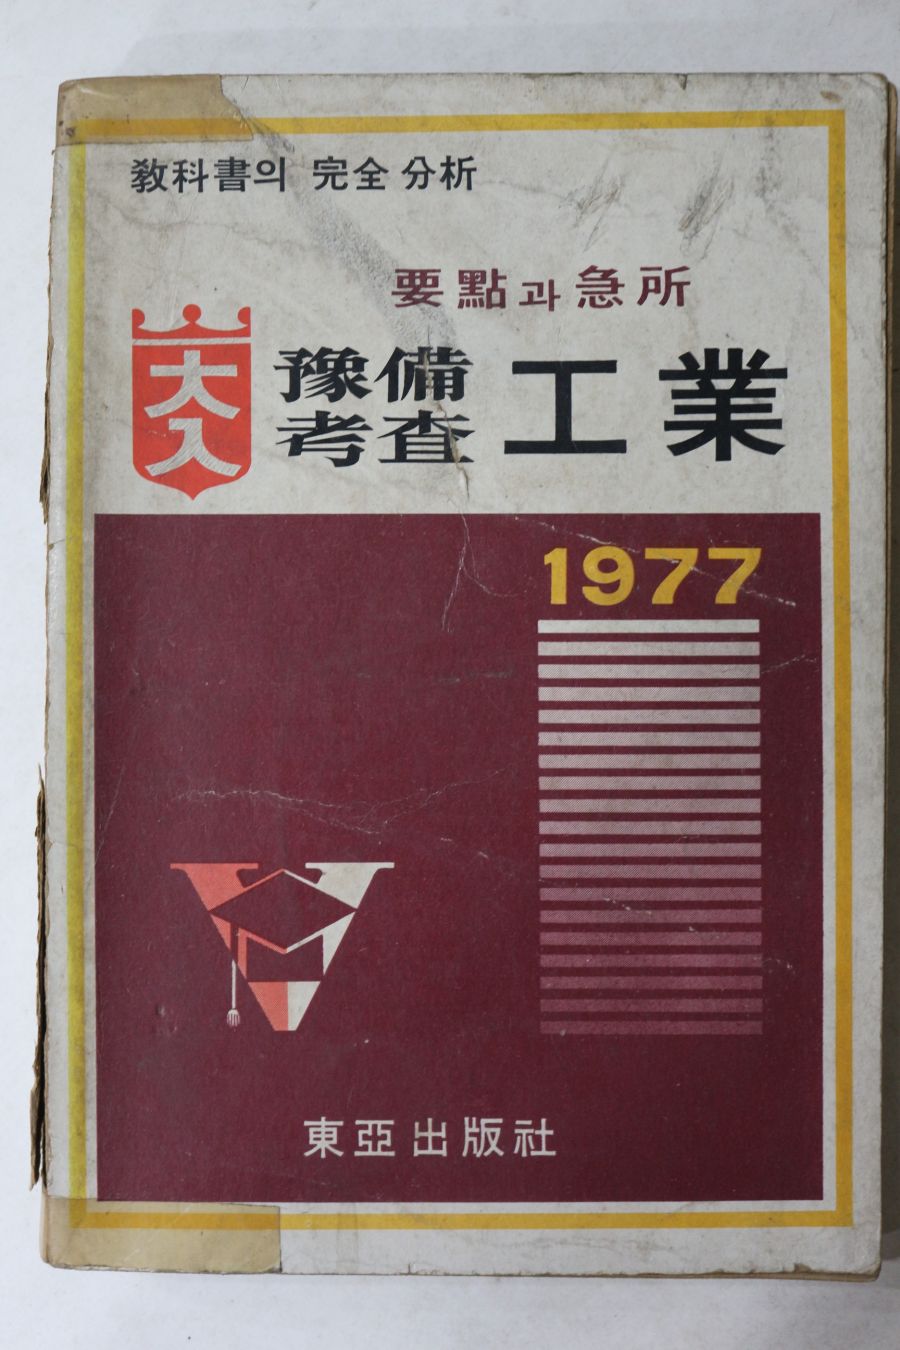 敎科書의 完全 分析
要點과 急所
大入
豫備
考査
工業
1977
東亞出版社